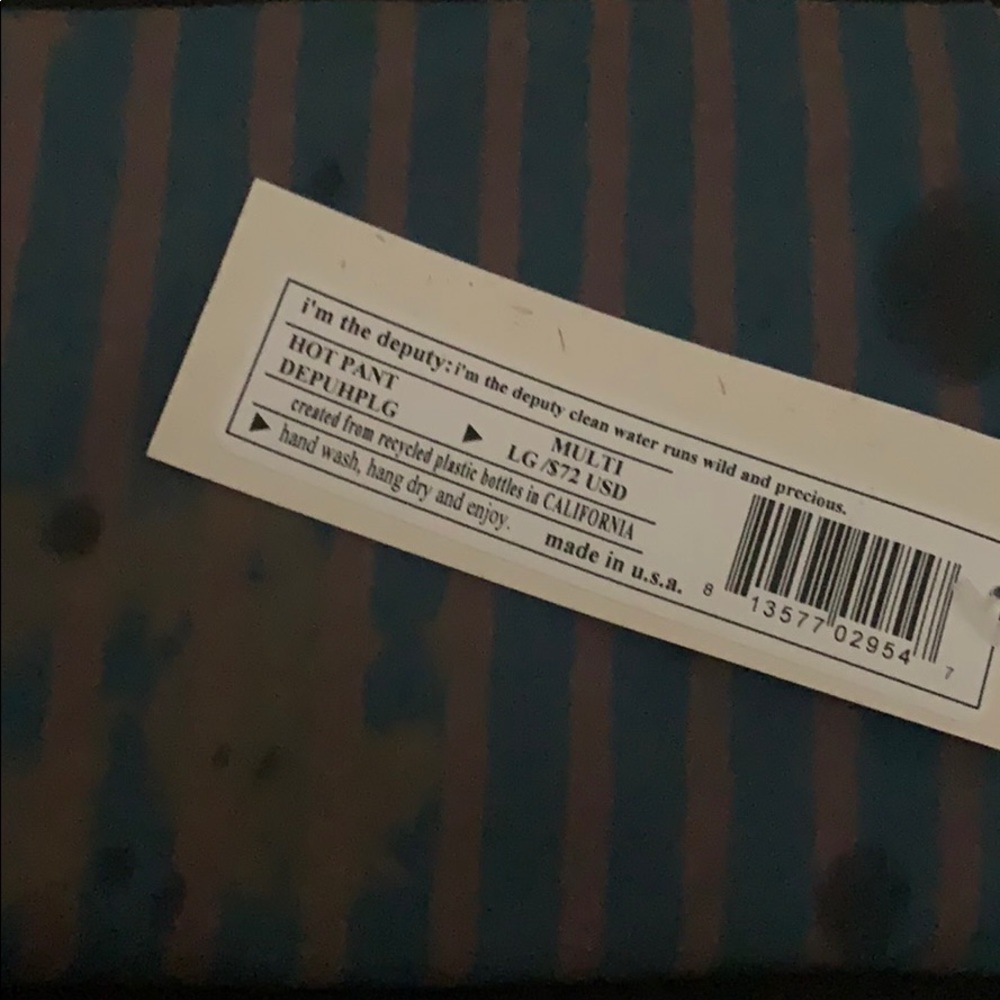 i'm the deputy: i'm the deputy clean water runs wild and precious.
HOT PANT MULTI
DEPUHPLG LG /$72 USD
created from recycled plastic bottles in CALIFORNIA
hand wash, hang dry and enjoy. made in u.s.a.
8 13577 02954 7